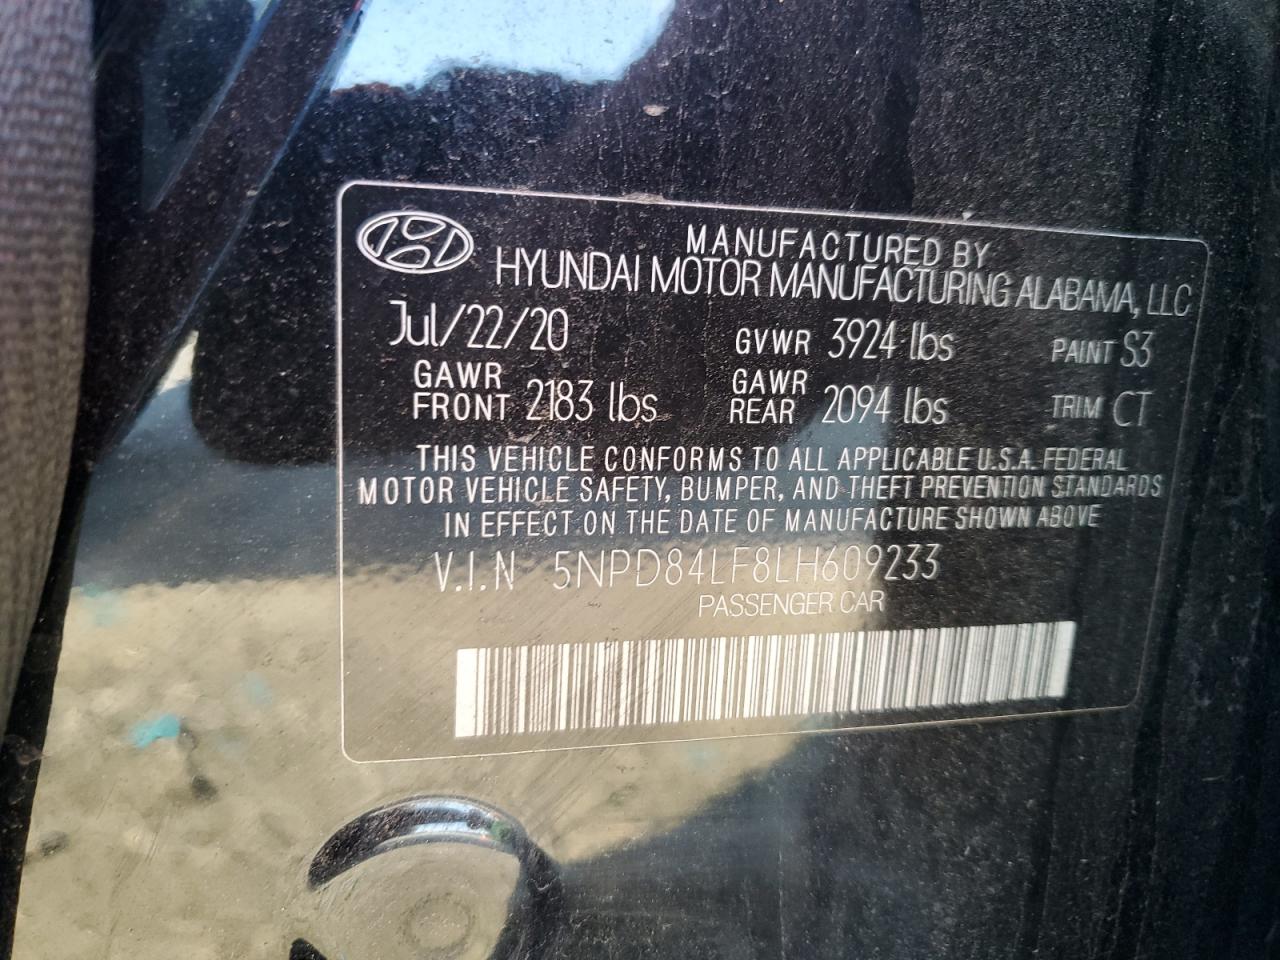 MANUFACTURED BY
HYUNDAI MOTOR MANUFACTURING ALABAMA, LLC
Jul/22/20 GVWR 3924 lbs PAINT S3
GAWR FRONT 2183 lbs GAWR REAR 2094 lbs TRIM CT
THIS VEHICLE CONFORMS TO ALL APPLICABLE U.S.A. FEDERAL
MOTOR VEHICLE SAFETY, BUMPER, AND THEFT PREVENTION STANDARDS
IN EFFECT ON THE DATE OF MANUFACTURE SHOWN ABOVE
V.I.N 5NPD84LF8LH609233
PASSENGER CAR